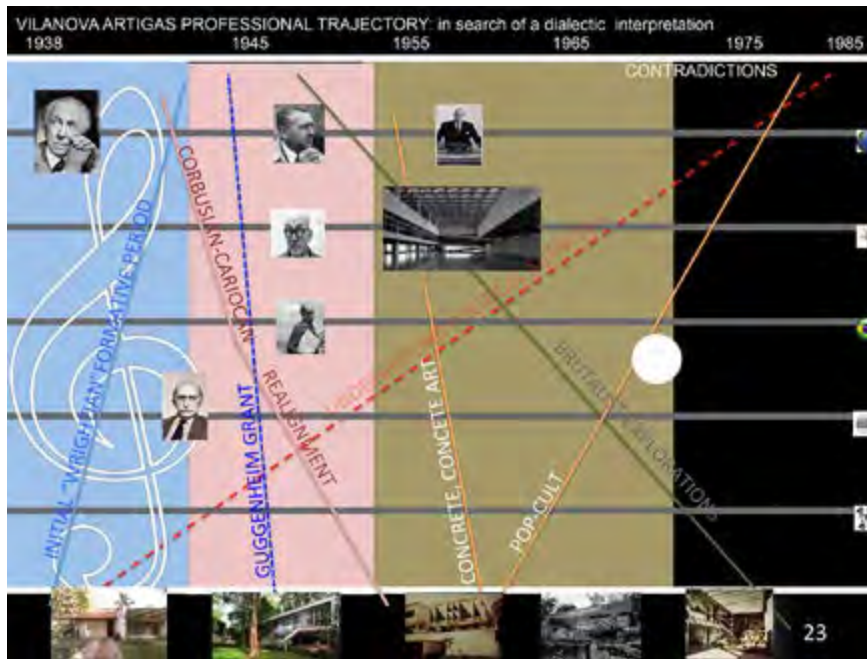 VILANOVA ARTIGAS PROFESSIONAL TRAJECTORY: in search of a dialectic interpretation
1938 1945 1955 1965 1975 1985
CONTRADICTIONS
INITIAL "WRIGHTIAN" FORMATIVE PERIOD
CORBUSIAN-CARIOCAN REALIGNMENT
GUGGENHEIM GRANT
CONCRETE, CONCETE ART
POP-CULT
BRUTALIST EXPLORATIONS
23